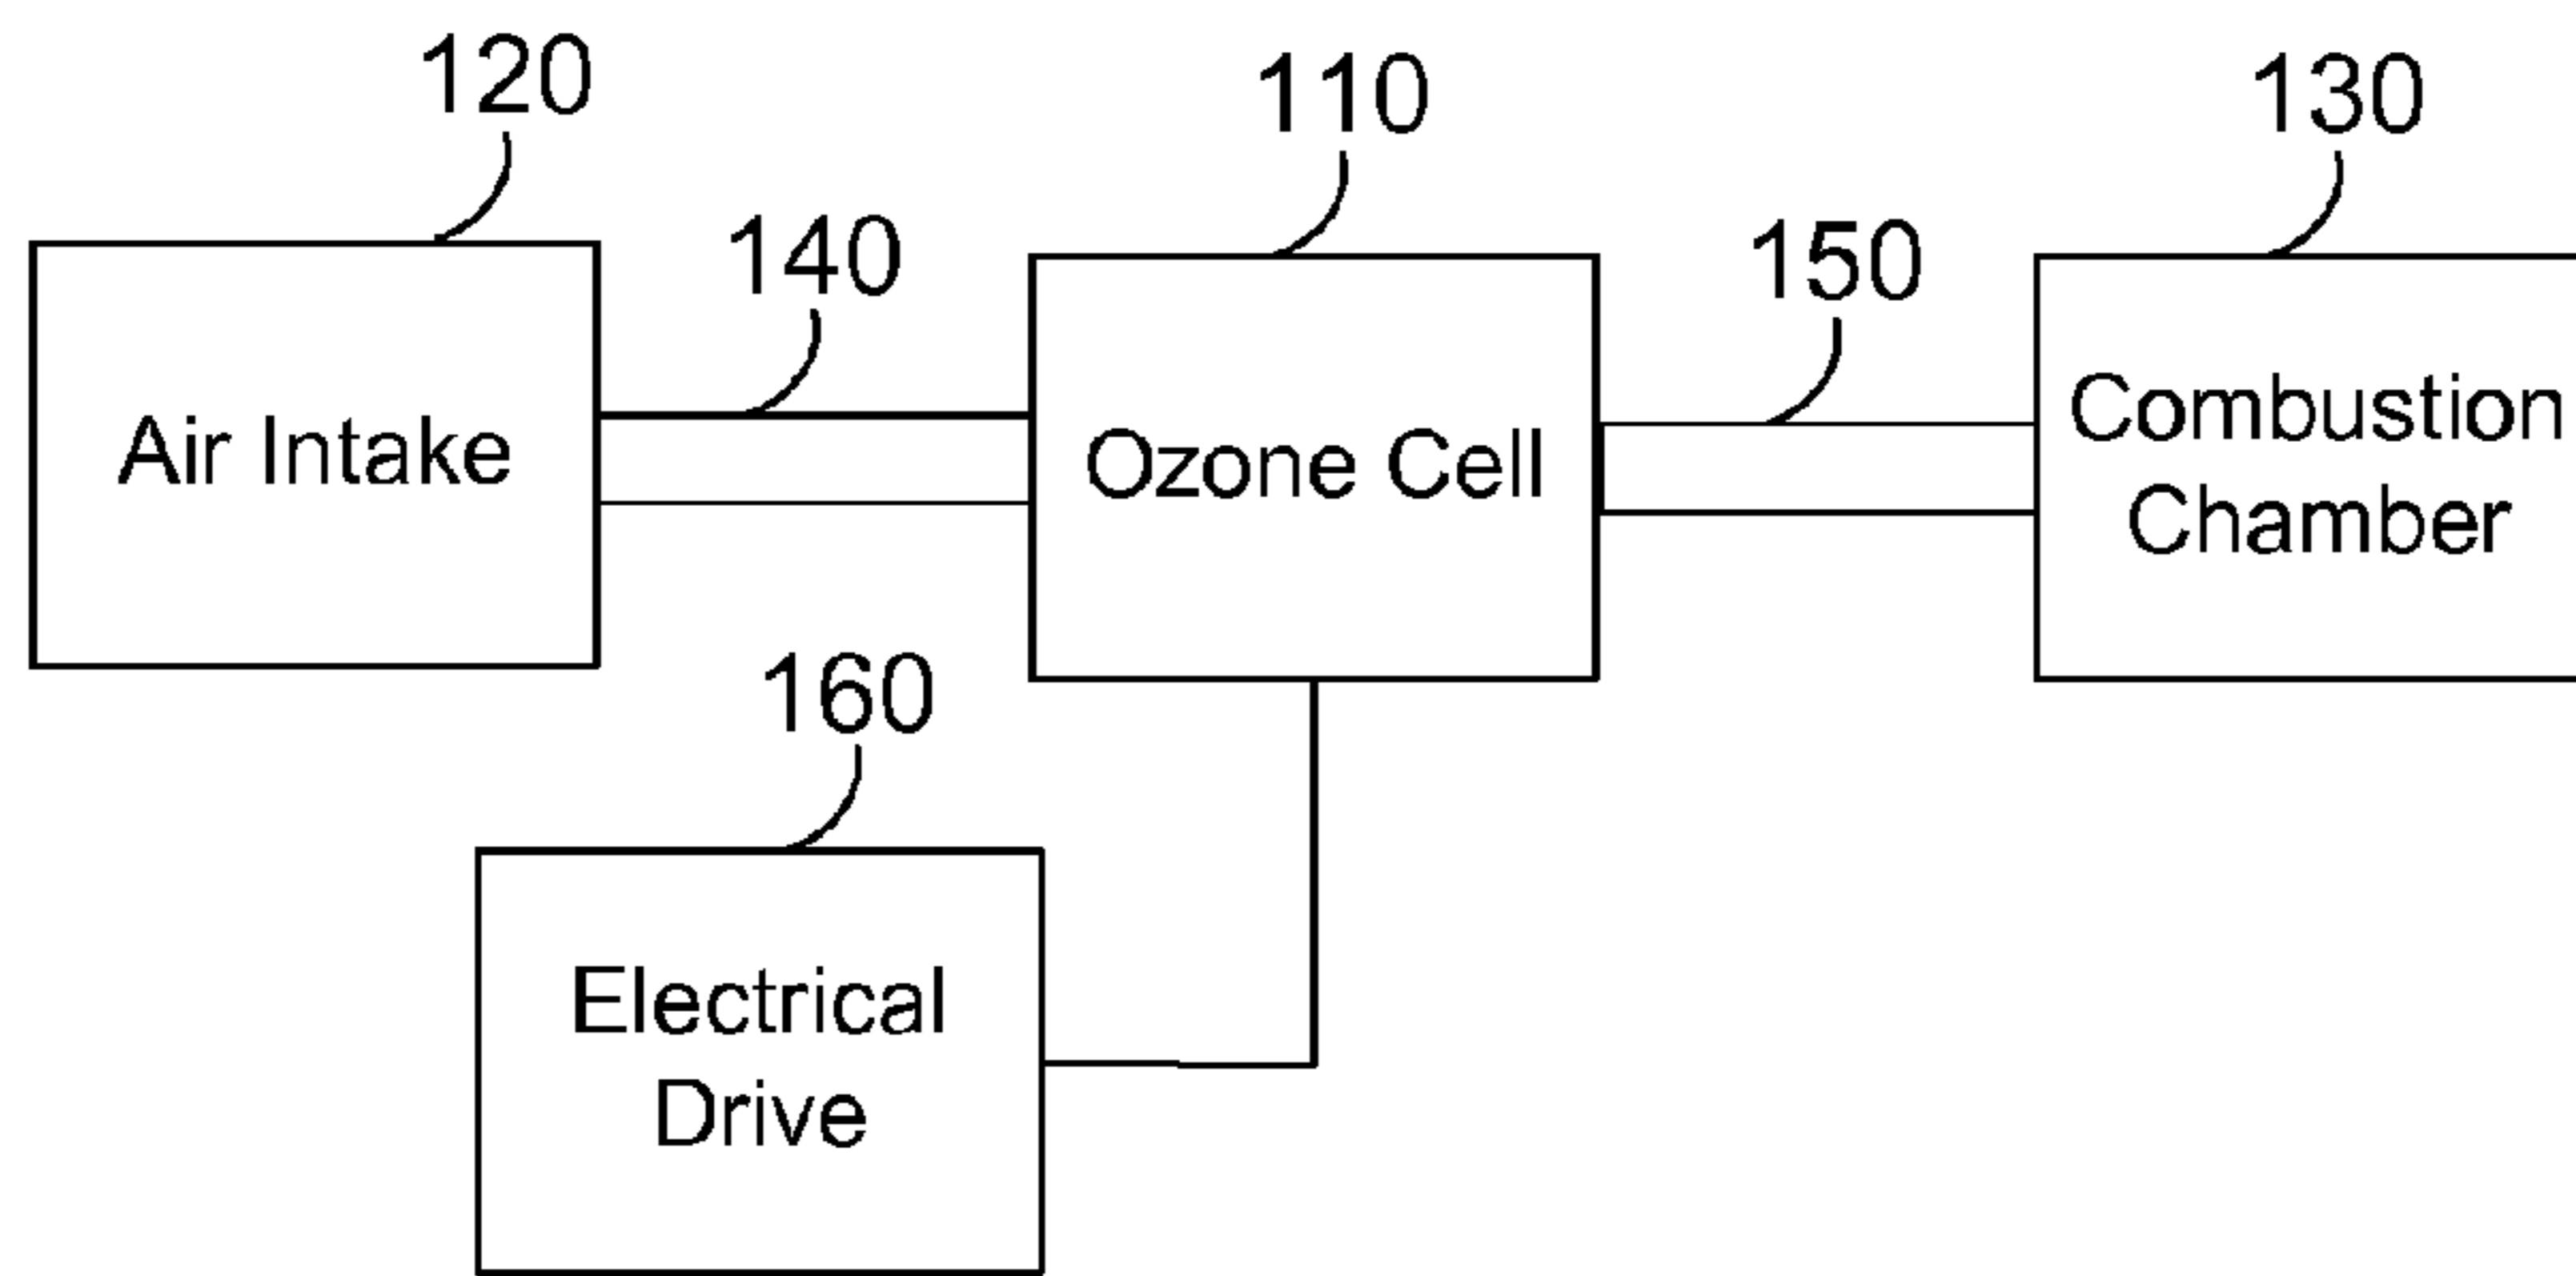 120
110
130
140
150
Air Intake
Ozone Cell
Combustion
Chamber
160
Electrical
Drive